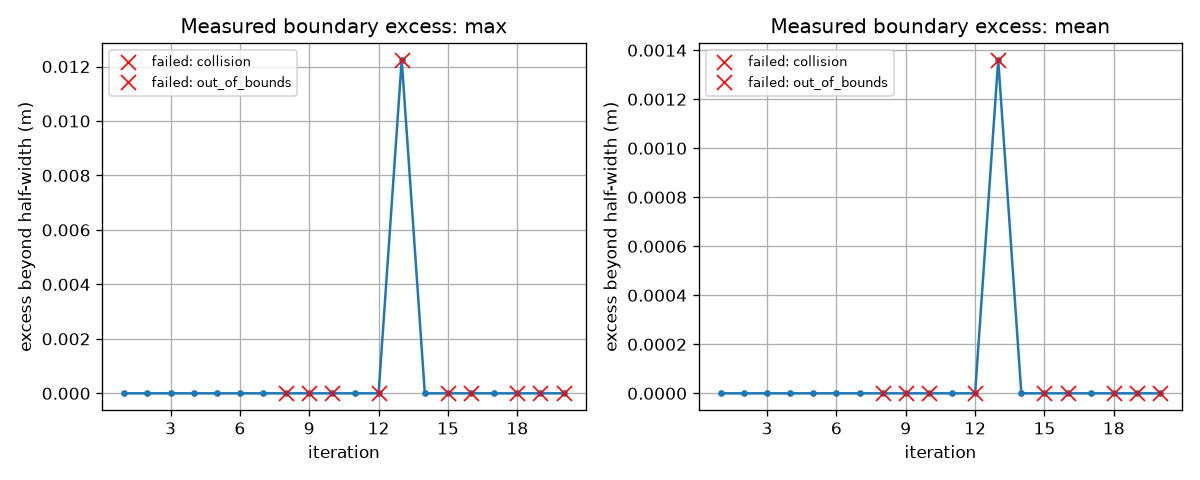 Measured boundary excess: max
failed: collision
failed: out_of_bounds
excess beyond half-width (m)
0.012
0.010
0.008
0.006
0.004
0.002
0.000
3 6 9 12 15 18
iteration
Measured boundary excess: mean
failed: collision
failed: out_of_bounds
excess beyond half-width (m)
0.0014
0.0012
0.0010
0.0008
0.0006
0.0004
0.0002
0.0000
3 6 9 12 15 18
iteration